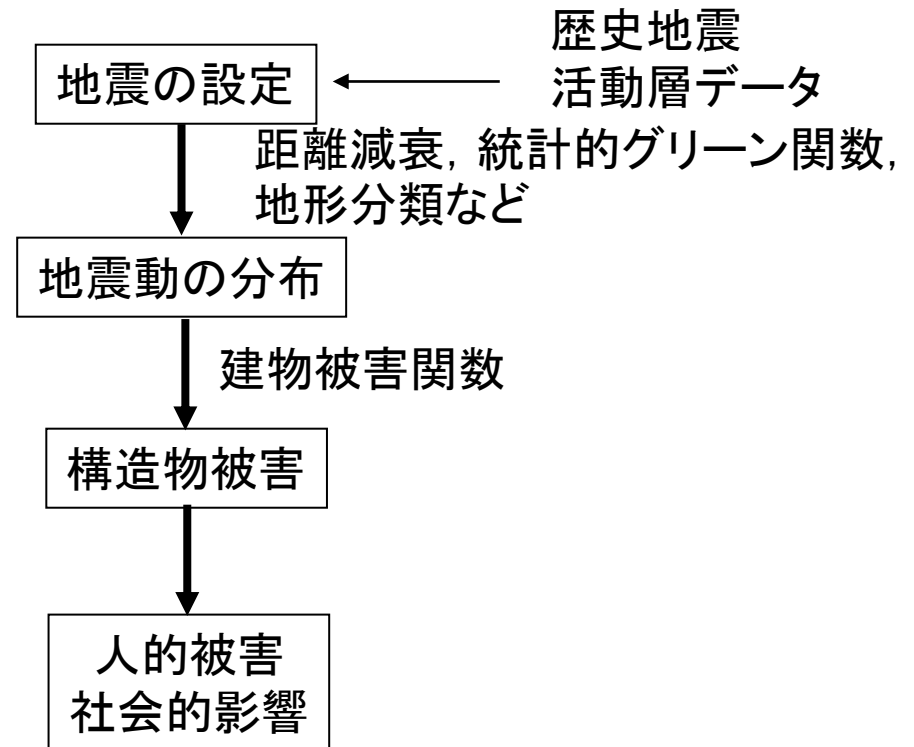 歴史地震
地震の設定
活動層データ
距離減衰, 統計的グリーン関数,
地形分類など
地震動の分布
建物被害関数
構造物被害
人的被害
社会的影響